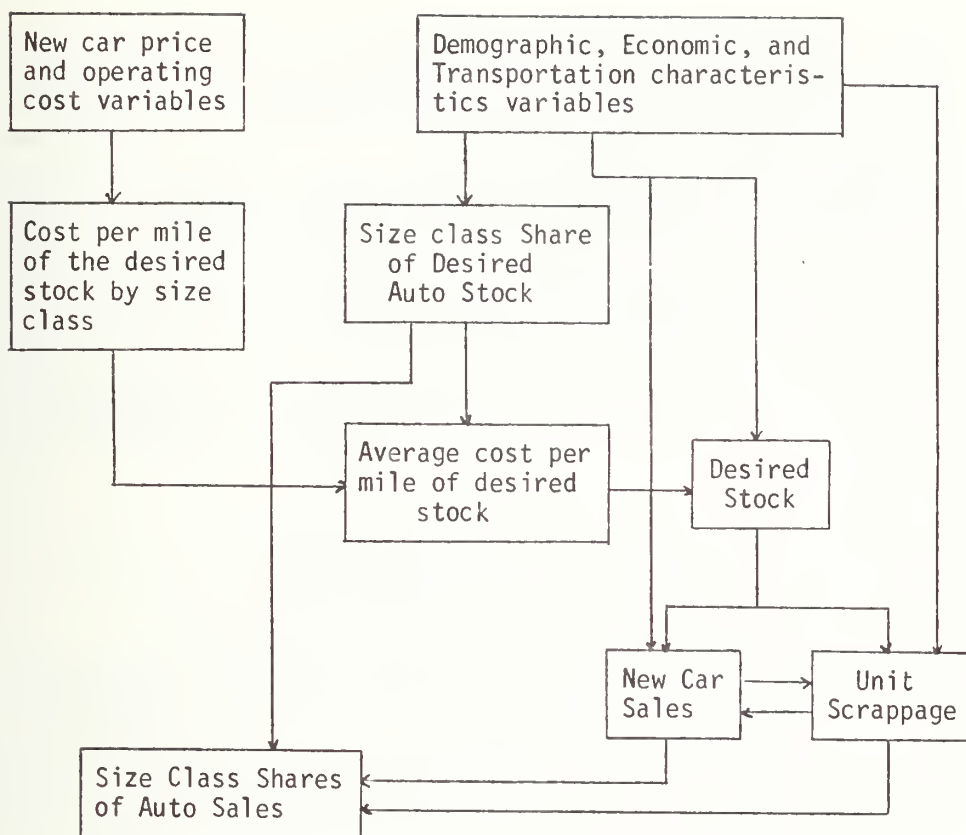 New car price
and operating
cost variables
Demographic, Economic, and
Transportation characteris-
tics variables
Cost per mile
of the desired
stock by size
class
Size class Share
of Desired
Auto Stock
Average cost per
mile of desired
stock
Desired
Stock
New Car
Sales
Unit
Scrappage
Size Class Shares
of Auto Sales